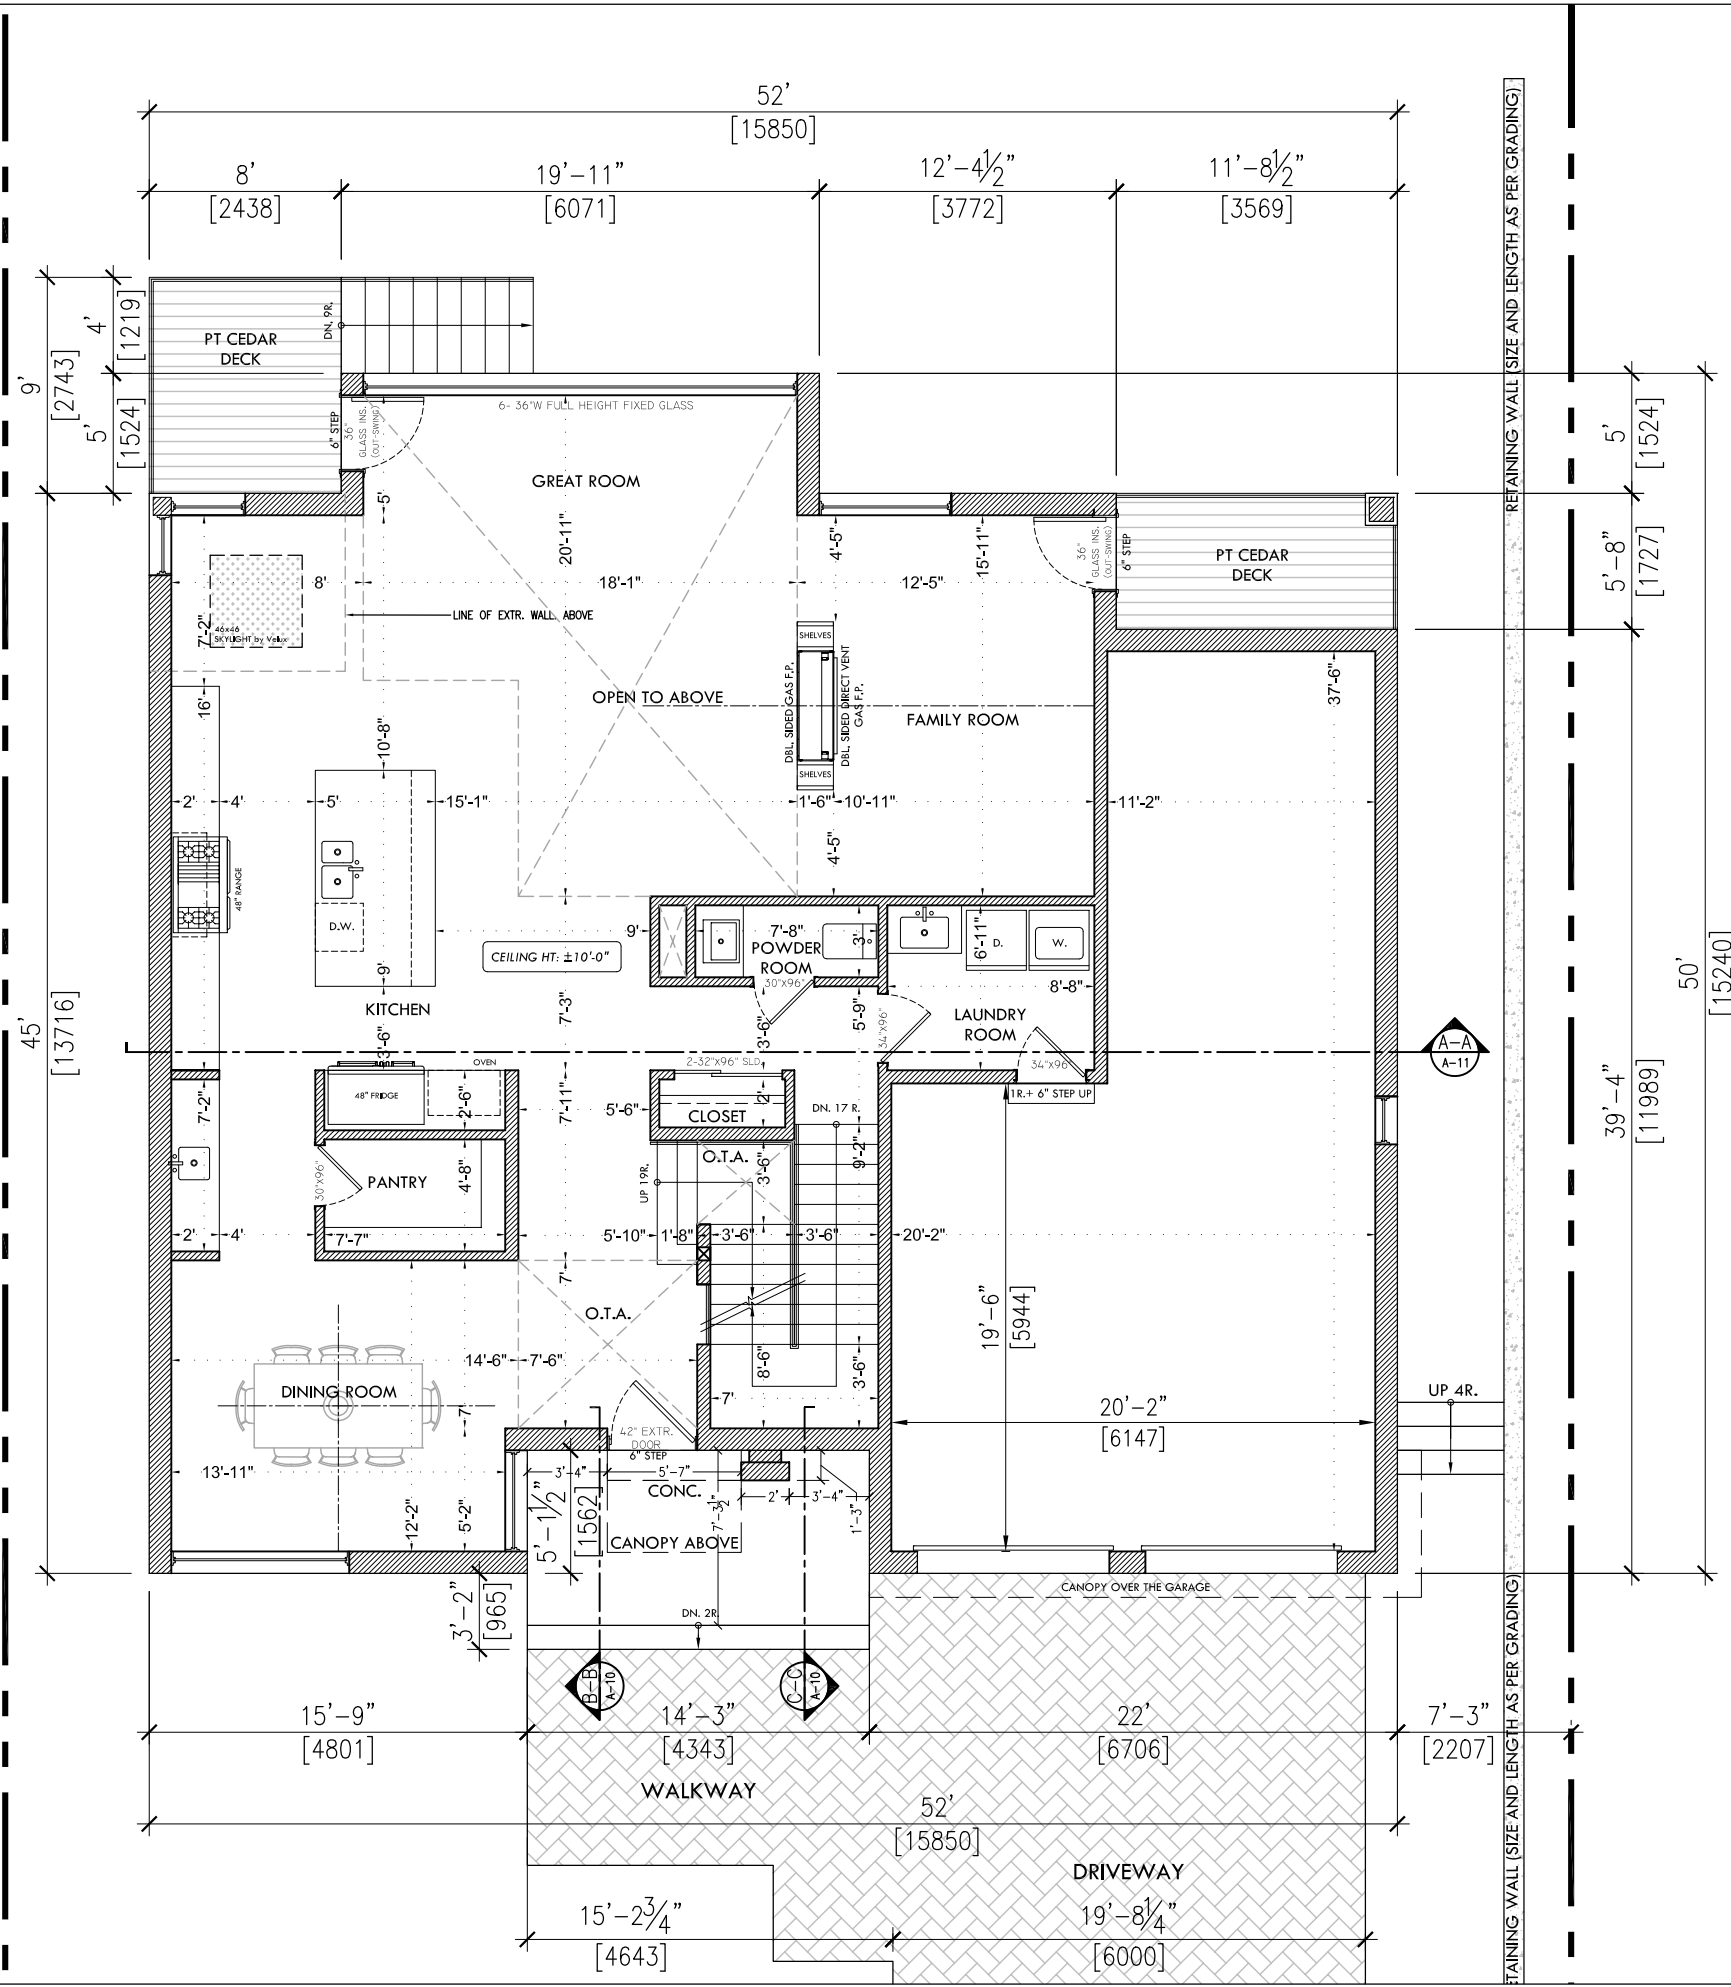 52'
[15850]
8'
[2438]
19'-11"
[6071]
12'-4½"
[3772]
11'-8½"
[3569]
RETAINING WALL (SIZE AND LENGTH AS PER GRADING)
9'
[2743]
4'
[1219]
5'
[1524]
PT CEDAR
DECK
DN. 9R.
6" STEP
36"
GLASS INS.
(OUT-SWING)
6- 36"W FULL HEIGHT FIXED GLASS
GREAT ROOM
5'
20'-11"
4'-5"
15'-11"
36"
GLASS INS.
(OUT-SWING)
6" STEP
PT CEDAR
DECK
5'
[1524]
5'-8"
[1727]
8'
18'-1"
12'-5"
LINE OF EXTR. WALL ABOVE
7'-2"
46x46
SKYLIGHT by Velux
SHELVES
DBL. SIDED GAS F.P.
DBL. SIDED DIRECT VENT
GAS F.P.
SHELVES
37'-6"
16'
10'-8"
OPEN TO ABOVE
FAMILY ROOM
2'
4'
5'
15'-1"
1'-6"
10'-11"
11'-2"
4'-5"
48" RANGE
D.W.
9'
9'
CEILING HT: ±10'-0"
7'-8"
3'
POWDER
ROOM
30"X96"
6'-11"
D.
W.
8'-8"
LAUNDRY
ROOM
KITCHEN
7'-3"
3'-6"
3'-6"
5'-9"
34"X96"
34"X96"
1R.+ 6" STEP UP
45'
[13716]
50'
[15240]
A-A
A-11
39'-4"
[11989]
2-32"X96" SLD.
OVEN
48" FRIDGE
2'-6"
7'-2"
7'-11"
5'-6"
2'
CLOSET
DN. 17 R.
O.T.A.
3'-6"
9'-2"
UP 19R.
30"X96"
PANTRY
4'-8"
2'
4'
7'-7"
5'-10"
1'-8"
3'-6"
3'-6"
20'-2"
7'
O.T.A.
19'-6"
[5944]
14'-6"
7'-6"
8'-6"
3'-6"
DINING ROOM
7'
7'
20'-2"
[6147]
UP 4R.
42" EXTR.
DOOR
6" STEP
13'-11"
3'-4"
5'-7"
CONC.
2'
3'-4"
1'-3"
7'-3½"
12'-2"
5'-2"
5'-1½"
[1562]
CANOPY ABOVE
CANOPY OVER THE GARAGE
3'-2"
[965]
DN. 2R.
B-B
A-10
C-C
A-10
RETAINING WALL (SIZE AND LENGTH AS PER GRADING)
15'-9"
[4801]
14'-3"
[4343]
22'
[6706]
7'-3"
[2207]
WALKWAY
52'
[15850]
DRIVEWAY
15'-2¾"
[4643]
19'-8¼"
[6000]